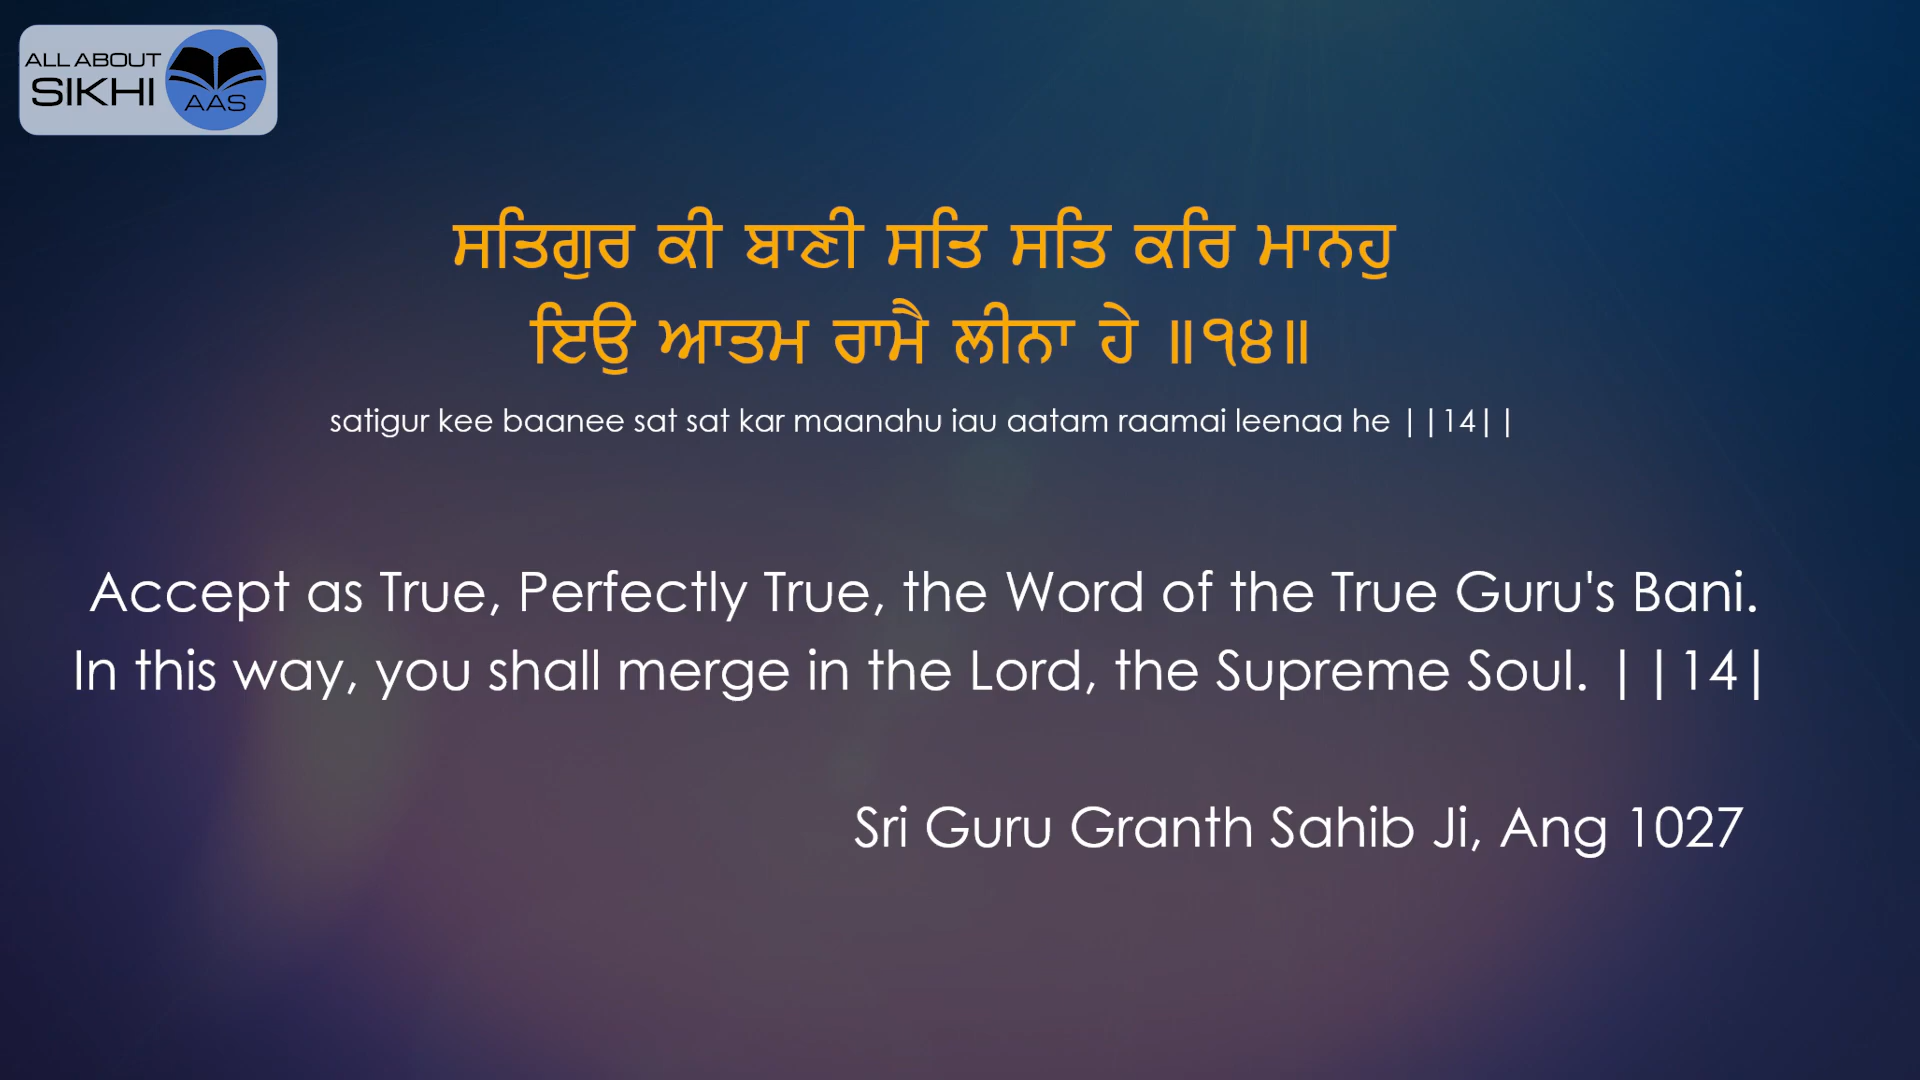 ALL ABOUT
SIKHI
AAS
ਸਤਿਗੁਰ ਕੀ ਬਾਣੀ ਸਤਿ ਸਤਿ ਕਰਿ ਮਾਨਹੁ
ਇਉ ਆਤਮ ਰਾਮੈ ਲੀਨਾ ਹੇ ॥੧੪॥
satigur kee baanee sat sat kar maanahu iau aatam raamai leenaa he ||14||
Accept as True, Perfectly True, the Word of the True Guru's Bani.
In this way, you shall merge in the Lord, the Supreme Soul. ||14|
Sri Guru Granth Sahib Ji, Ang 1027